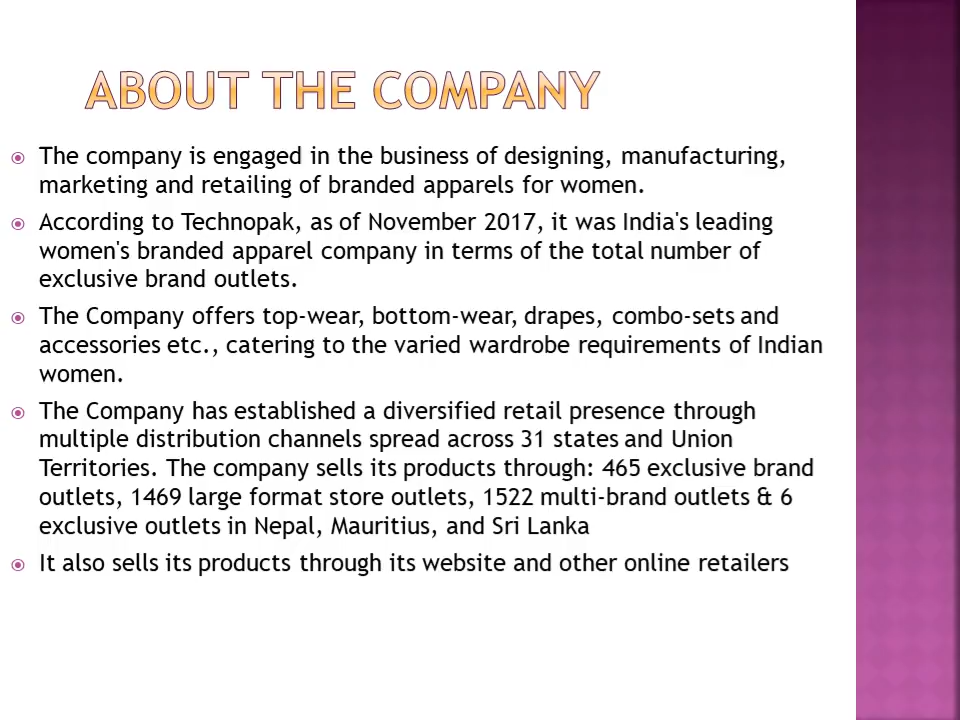 ABOUT THE COMPANY
The company is engaged in the business of designing, manufacturing,
marketing and retailing of branded apparels for women.
According to Technopak, as of November 2017, it was India's leading
women's branded apparel company in terms of the total number of
exclusive brand outlets.
The Company offers top-wear, bottom-wear, drapes, combo-sets and
accessories etc., catering to the varied wardrobe requirements of Indian
women.
The Company has established a diversified retail presence through
multiple distribution channels spread across 31 states and Union
Territories. The company sells its products through: 465 exclusive brand
outlets, 1469 large format store outlets, 1522 multi-brand outlets & 6
exclusive outlets in Nepal, Mauritius, and Sri Lanka
It also sells its products through its website and other online retailers